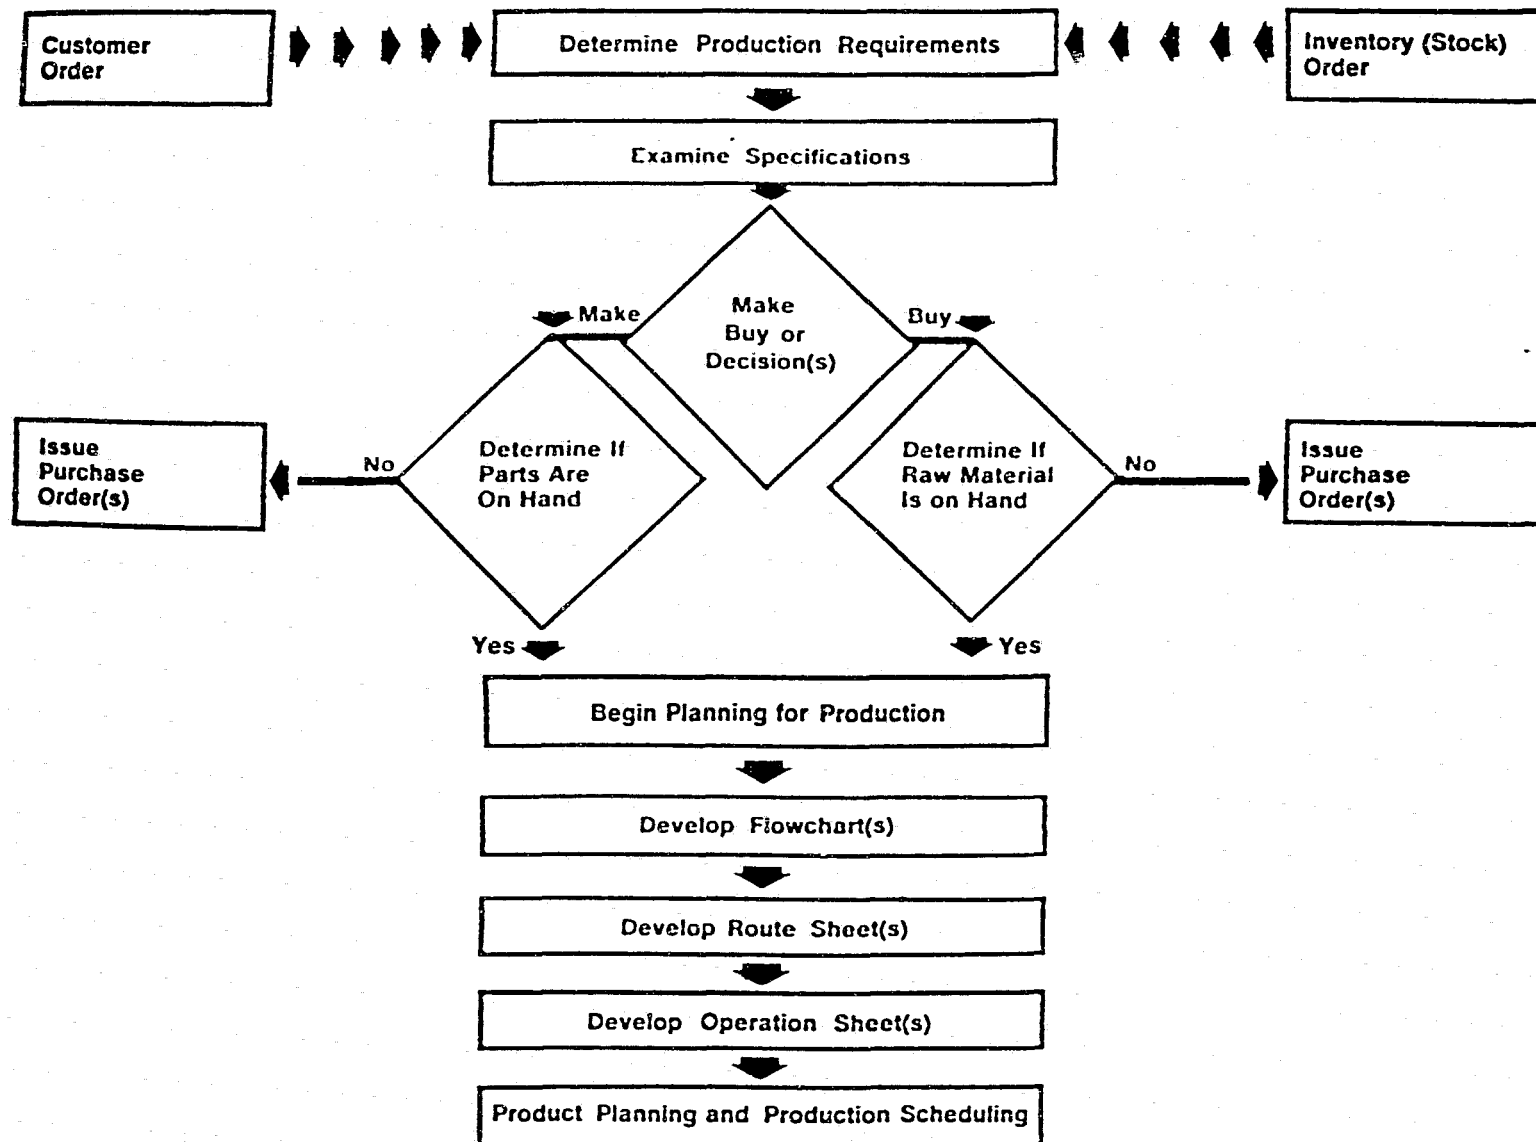 Customer
Order
Determine Production Requirements
Inventory (Stock)
Order
Examine Specifications
Make
Make
Buy or
Decision(s)
Buy
Issue
Purchase
Order(s)
No
Determine If
Parts Are
On Hand
Determine If
Raw Material
Is on Hand
No
Issue
Purchase
Order(s)
Yes
Yes
Begin Planning for Production
Develop Flowchart(s)
Develop Route Sheet(s)
Develop Operation Sheet(s)
Product Planning and Production Scheduling